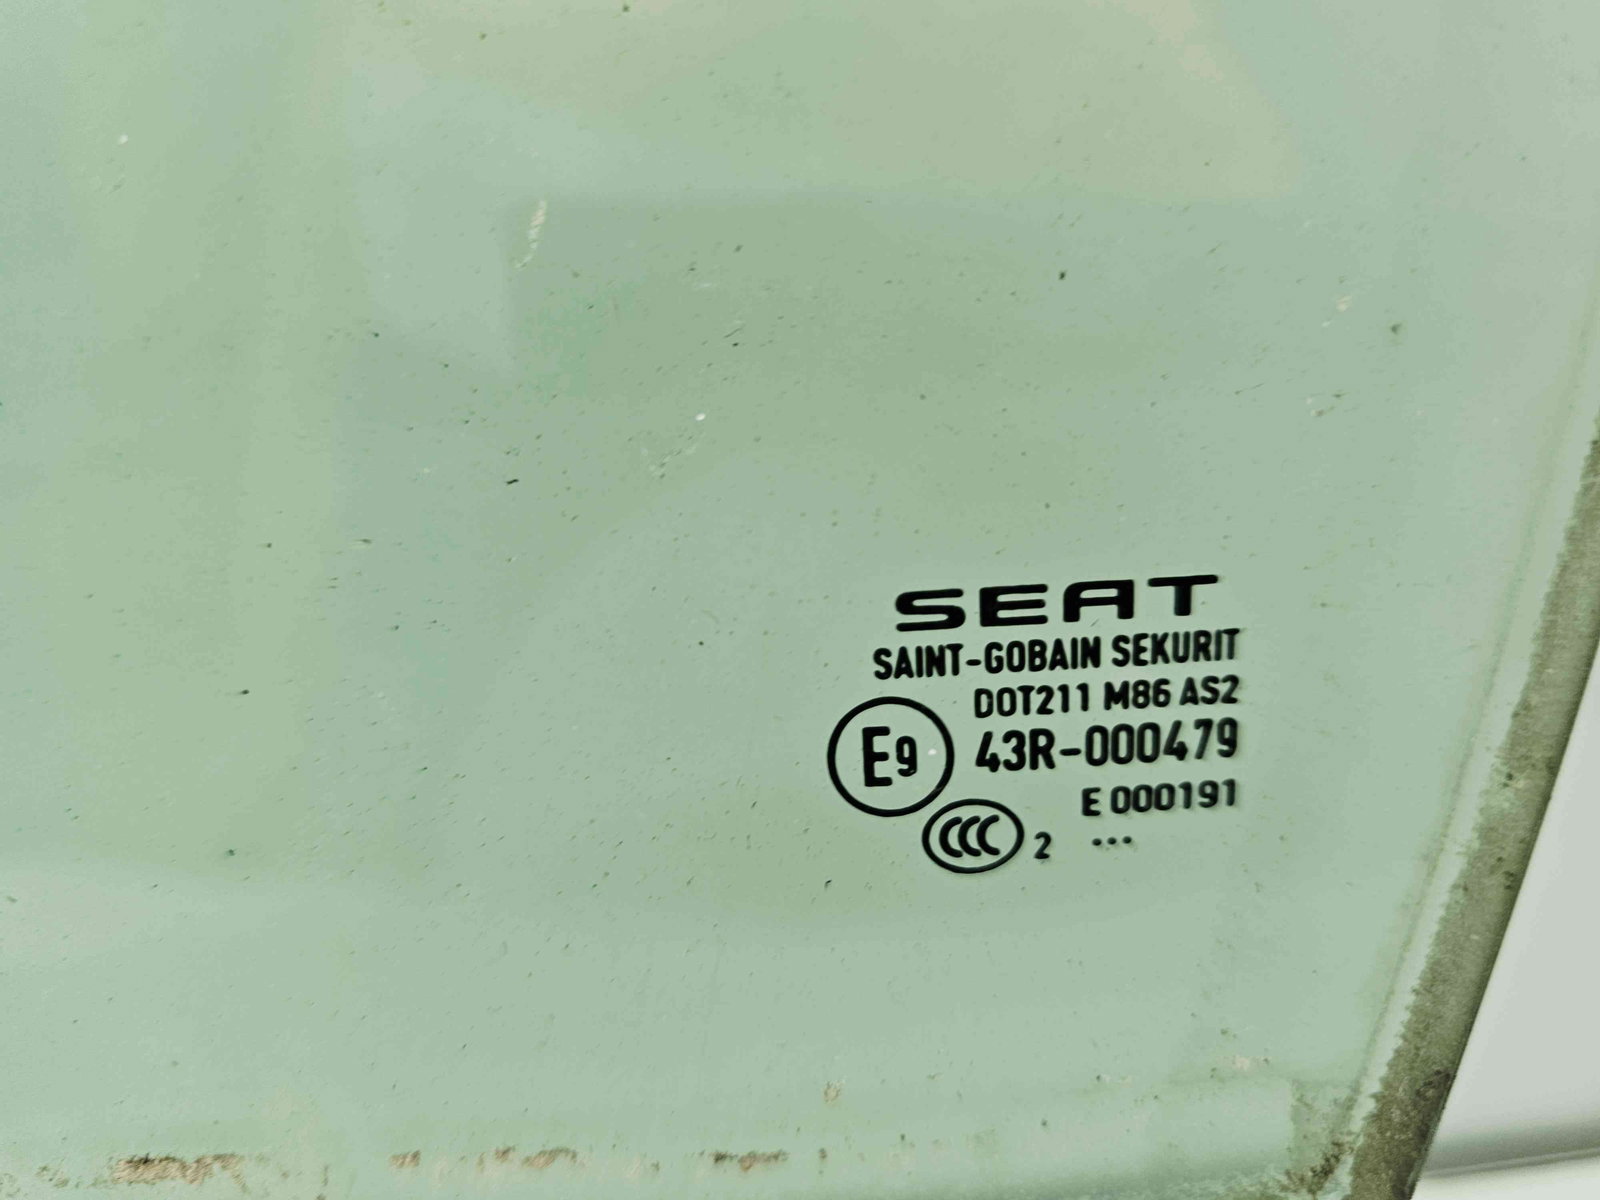 SEAT
SAINT-GOBAIN SEKURIT
DOT211 M86 AS2
E9 43R-000479
E 000191
CCC 2 ...